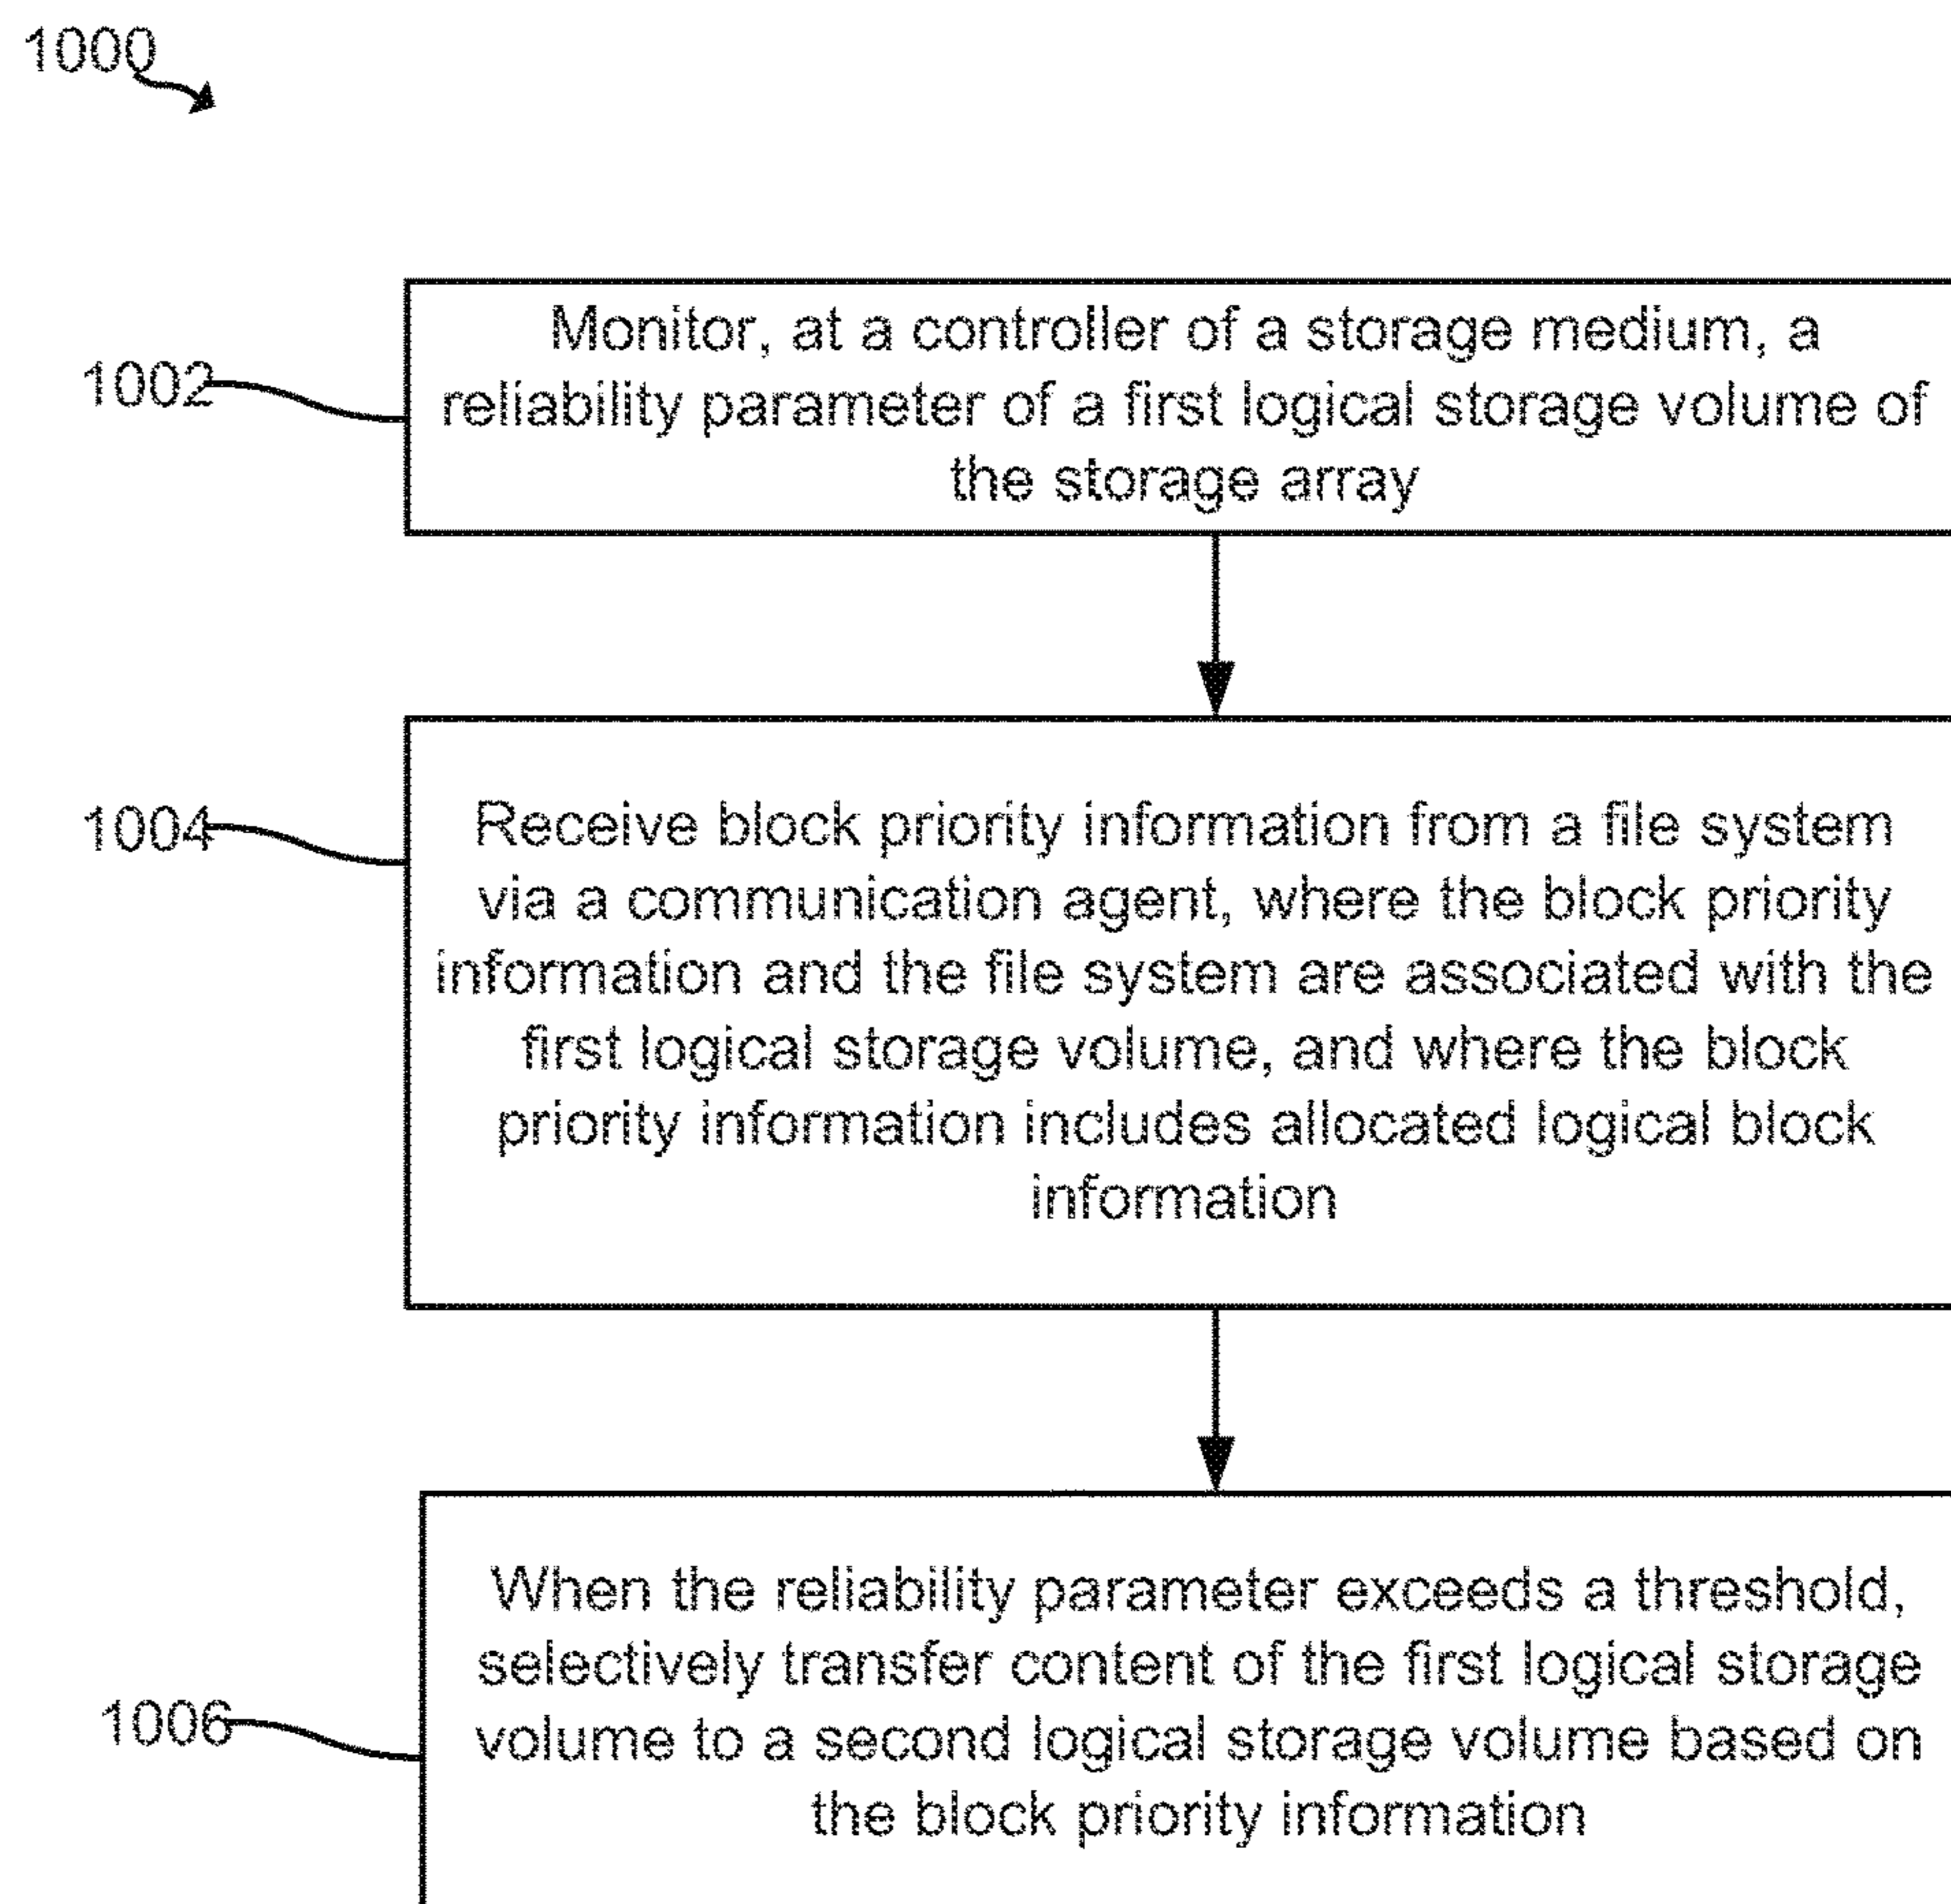 1000
1002
Monitor, at a controller of a storage medium, a
reliability parameter of a first logical storage volume of
the storage array
1004
Receive block priority information from a file system
via a communication agent, where the block priority
information and the file system are associated with the
first logical storage volume, and where the block
priority information includes allocated logical block
information
1006
When the reliability parameter exceeds a threshold,
selectively transfer content of the first logical storage
volume to a second logical storage volume based on
the block priority information